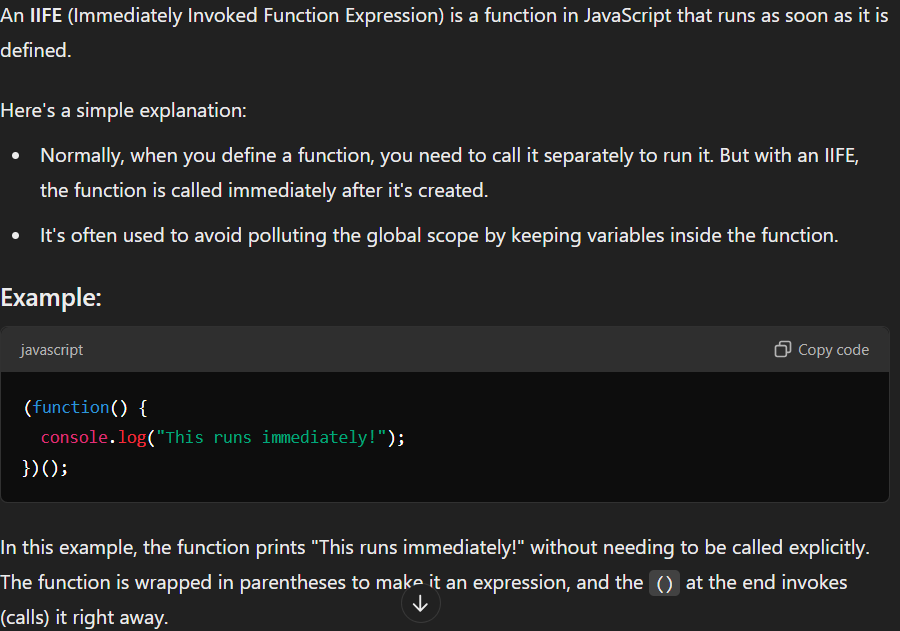 An IIFE (Immediately Invoked Function Expression) is a function in JavaScript that runs as soon as it is
defined.
Here's a simple explanation:
• Normally, when you define a function, you need to call it separately to run it. But with an IIFE,
the function is called immediately after it's created.
• It's often used to avoid polluting the global scope by keeping variables inside the function.
Example:
javascript Copy code
(function() {
  console.log("This runs immediately!");
})();
In this example, the function prints "This runs immediately!" without needing to be called explicitly.
The function is wrapped in parentheses to make it an expression, and the () at the end invokes
(calls) it right away.